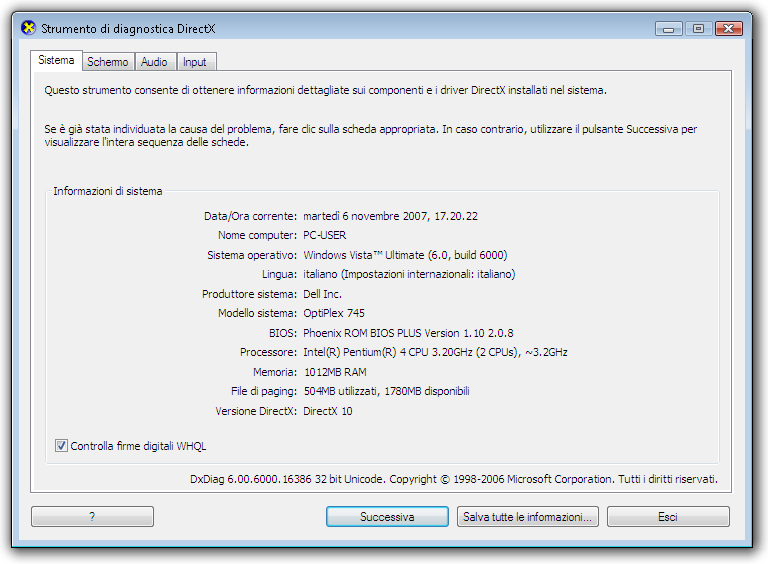 Strumento di diagnostica DirectX
Sistema Schermo Audio Input
Questo strumento consente di ottenere informazioni dettagliate sui componenti e i driver DirectX installati nel sistema.
Se è già stata individuata la causa del problema, fare clic sulla scheda appropriata. In caso contrario, utilizzare il pulsante Successiva per
visualizzare l'intera sequenza delle schede.
Informazioni di sistema
Data/Ora corrente: martedì 6 novembre 2007, 17.20.22
Nome computer: PC-USER
Sistema operativo: Windows Vista™ Ultimate (6.0, build 6000)
Lingua: italiano (Impostazioni internazionali: italiano)
Produttore sistema: Dell Inc.
Modello sistema: OptiPlex 745
BIOS: Phoenix ROM BIOS PLUS Version 1.10 2.0.8
Processore: Intel(R) Pentium(R) 4 CPU 3.20GHz (2 CPUs), ~3.2GHz
Memoria: 1012MB RAM
File di paging: 504MB utilizzati, 1780MB disponibili
Versione DirectX: DirectX 10
Controlla firme digitali WHQL
DxDiag 6.00.6000.16386 32 bit Unicode. Copyright © 1998-2006 Microsoft Corporation. Tutti i diritti riservati.
? Successiva Salva tutte le informazioni... Esci